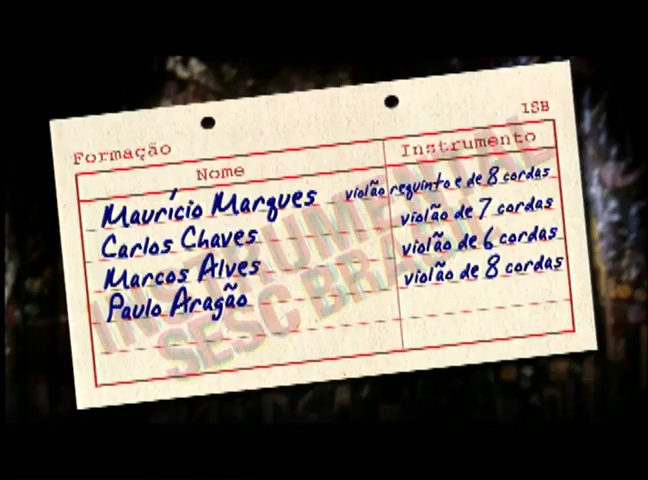 ISB
Formação
Nome Instrumento
Maurício Marques violão requinto e de 8 cordas
Carlos Chaves violão de 7 cordas
Marcos Alves violão de 6 cordas
Paulo Aragão violão de 8 cordas
INSTRUMENTAL
SESC BRASIL